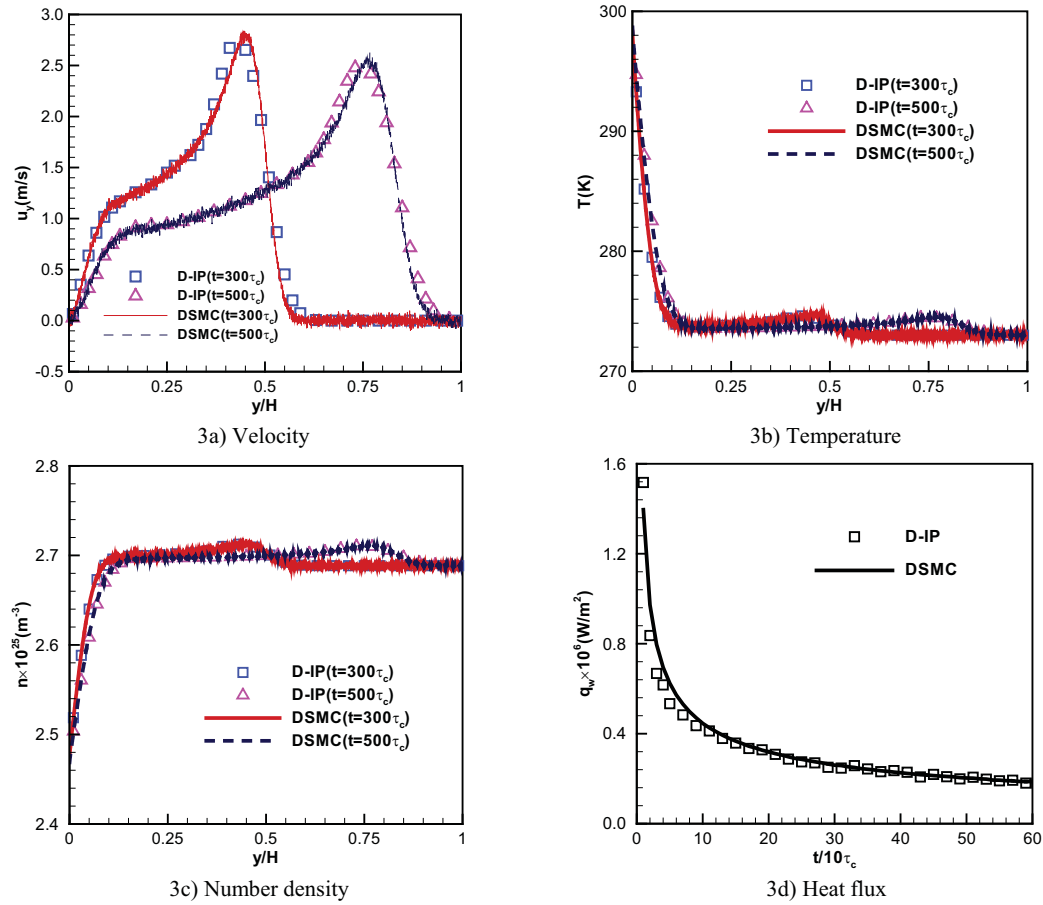 3.0
2.5
2.0
1.5
1.0
0.5
0.0
-0.5
u_y(m/s)
D-IP(t=300τ_c)
D-IP(t=500τ_c)
DSMC(t=300τ_c)
DSMC(t=500τ_c)
0 0.25 0.5 0.75 1
y/H
3a) Velocity
300
290
280
270
T(K)
D-IP(t=300τ_c)
D-IP(t=500τ_c)
DSMC(t=300τ_c)
DSMC(t=500τ_c)
0 0.25 0.5 0.75 1
y/H
3b) Temperature
2.8
2.7
2.6
2.5
2.4
n×10²⁵(m⁻³)
D-IP(t=300τ_c)
D-IP(t=500τ_c)
DSMC(t=300τ_c)
DSMC(t=500τ_c)
0 0.25 0.5 0.75 1
y/H
3c) Number density
1.6
1.2
0.8
0.4
0.0
q_w×10⁶(W/m²)
D-IP
DSMC
0 10 20 30 40 50 60
t/10τ_c
3d) Heat flux